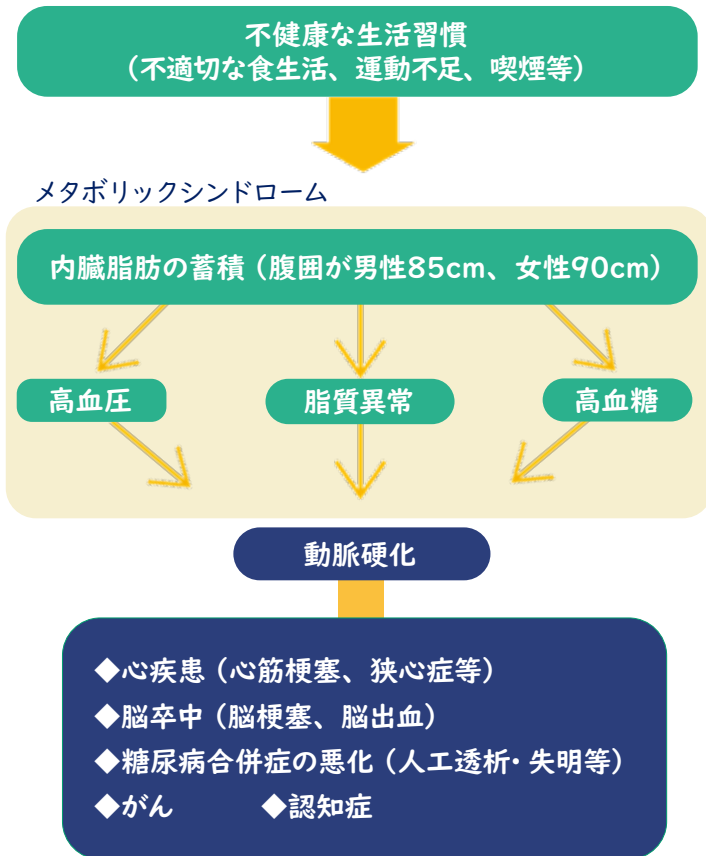 不健康な生活習慣
（不適切な食生活、運動不足、喫煙等）
メタボリックシンドローム
内臓脂肪の蓄積（腹囲が男性85cm、女性90cm）
高血圧
脂質異常
高血糖
動脈硬化
◆心疾患（心筋梗塞、狭心症等）
◆脳卒中（脳梗塞、脳出血）
◆糖尿病合併症の悪化（人工透析・失明等）
◆がん　◆認知症